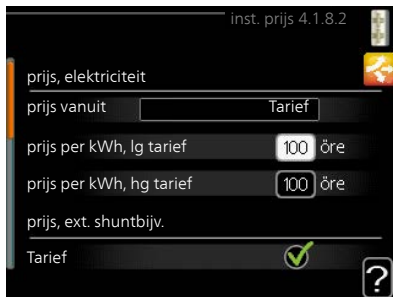 inst. prijs 4.1.8.2
prijs, elektriciteit
prijs vanuit Tarief
prijs per kWh, lg tarief 100 öre
prijs per kWh, hg tarief 100 öre
prijs, ext. shuntbijv.
Tarief
?